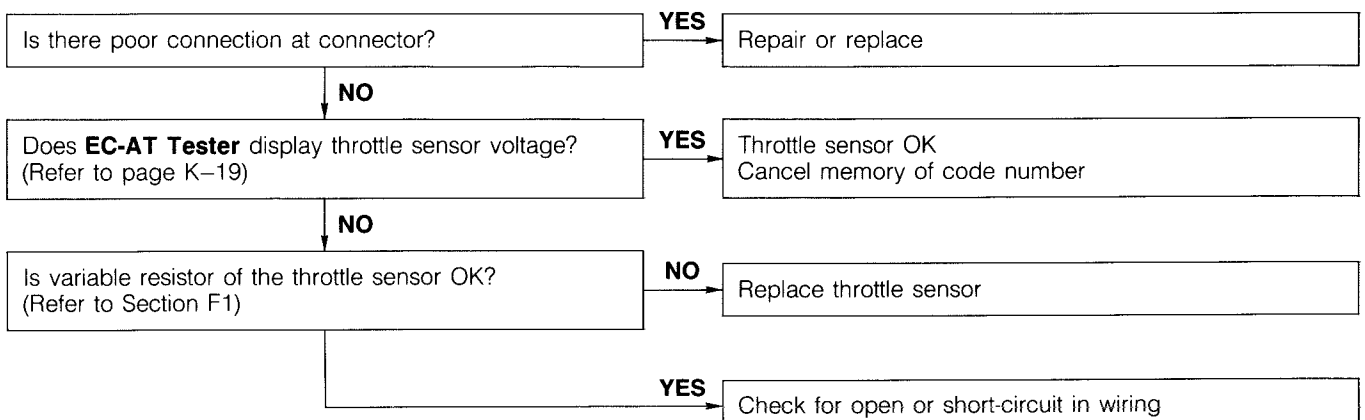 Is there poor connection at connector?
YES
Repair or replace
NO
Does EC-AT Tester display throttle sensor voltage?
(Refer to page K–19)
YES
Throttle sensor OK
Cancel memory of code number
NO
Is variable resistor of the throttle sensor OK?
(Refer to Section F1)
NO
Replace throttle sensor
YES
Check for open or short-circuit in wiring